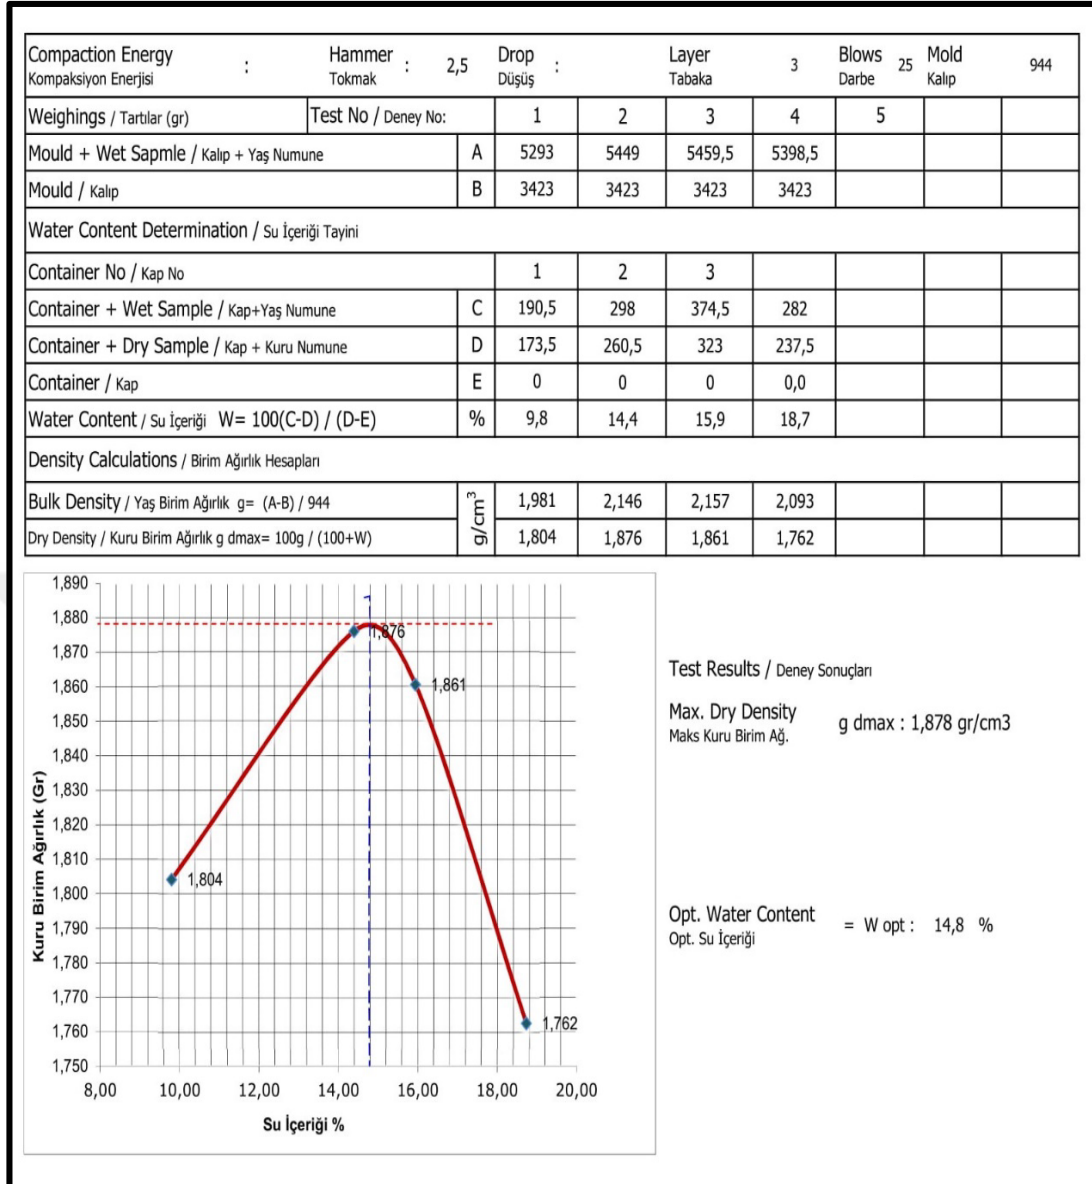 Compaction Energy : Hammer : 2,5 Drop : Layer 3 Blows 25 Mold 944
Kompaksiyon Enerjisi Tokmak Düşüş Tabaka Darbe Kalıp
Weighings / Tartılar (gr) Test No / Deney No: 1 2 3 4 5
Mould + Wet Sapmle / Kalıp + Yaş Numune A 5293 5449 5459,5 5398,5
Mould / Kalıp B 3423 3423 3423 3423
Water Content Determination / Su İçeriği Tayini
Container No / Kap No 1 2 3
Container + Wet Sample / Kap+Yaş Numune C 190,5 298 374,5 282
Container + Dry Sample / Kap + Kuru Numune D 173,5 260,5 323 237,5
Container / Kap E 0 0 0 0,0
Water Content / Su İçeriği W= 100(C-D) / (D-E) % 9,8 14,4 15,9 18,7
Density Calculations / Birim Ağırlık Hesapları
Bulk Density / Yaş Birim Ağırlık g= (A-B) / 944 g/cm³ 1,981 2,146 2,157 2,093
Dry Density / Kuru Birim Ağırlık g dmax= 100g / (100+W) 1,804 1,876 1,861 1,762
Kuru Birim Ağırlık (Gr)
1,890
1,880
1,870
1,860
1,850
1,840
1,830
1,820
1,810
1,800
1,790
1,780
1,770
1,760
1,750
1,876
1,861
1,804
1,762
8,00 10,00 12,00 14,00 16,00 18,00 20,00
Su İçeriği %
Test Results / Deney Sonuçları
Max. Dry Density g dmax : 1,878 gr/cm3
Maks Kuru Birim Ağ.
Opt. Water Content = W opt : 14,8 %
Opt. Su İçeriği